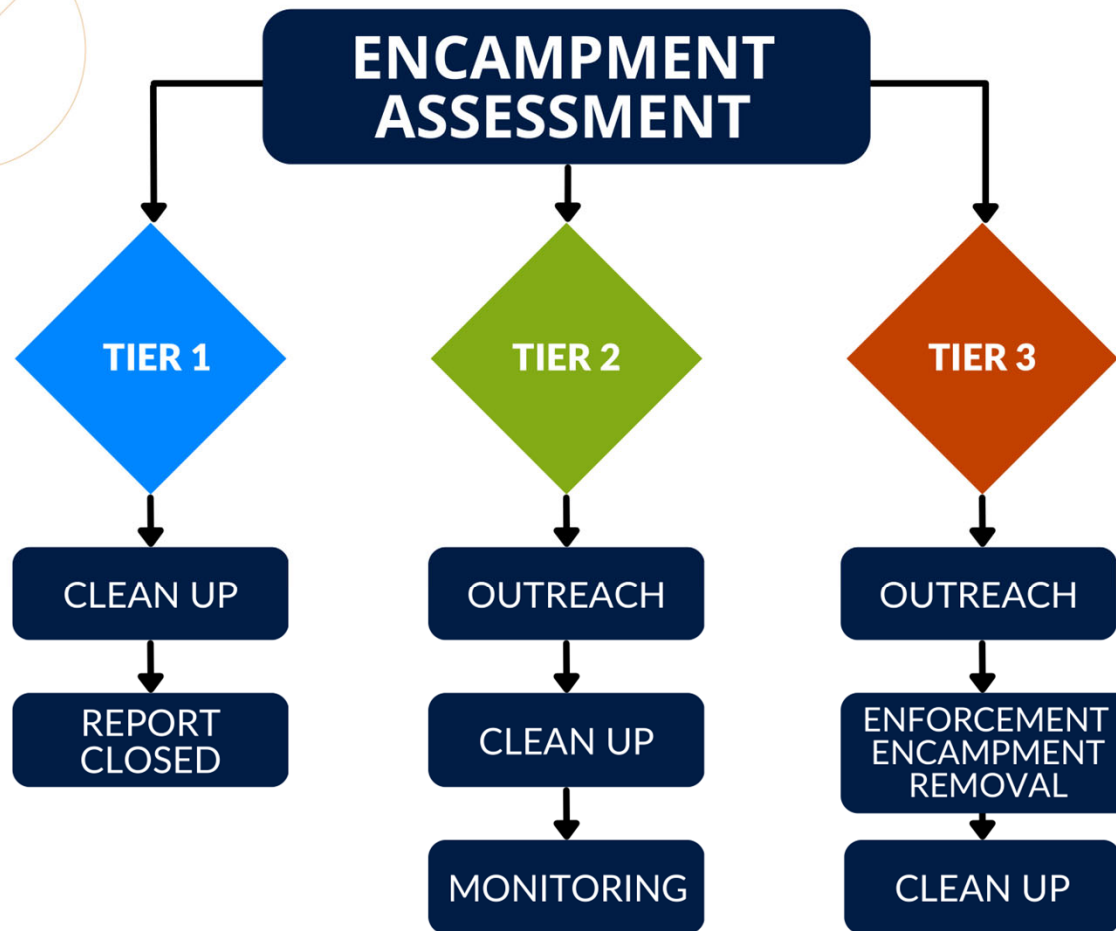 ENCAMPMENT
ASSESSMENT
TIER 1
TIER 2
TIER 3
CLEAN UP
OUTREACH
OUTREACH
REPORT
CLOSED
CLEAN UP
ENFORCEMENT
ENCAMPMENT
REMOVAL
MONITORING
CLEAN UP